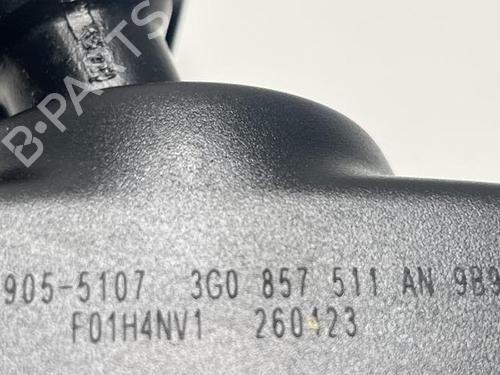 B-PARTS
905-5107 3G0 857 511 AN 9B9
F01H4NV1 260423